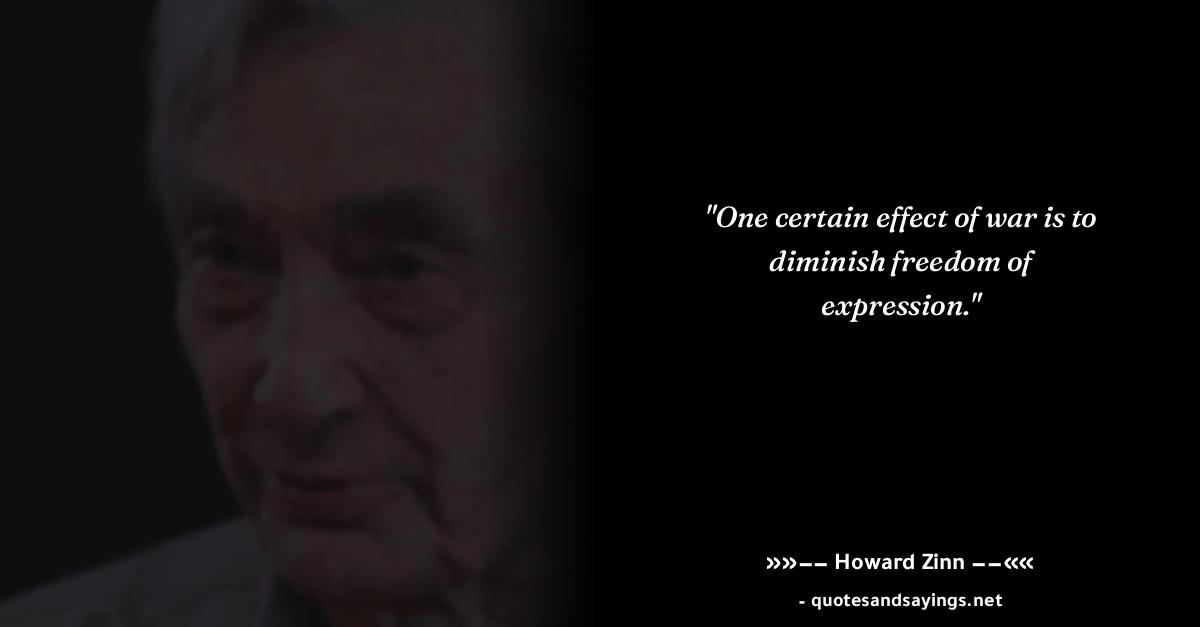 "One certain effect of war is to
diminish freedom of
expression."
»»−− Howard Zinn −−««
- quotesandsayings.net